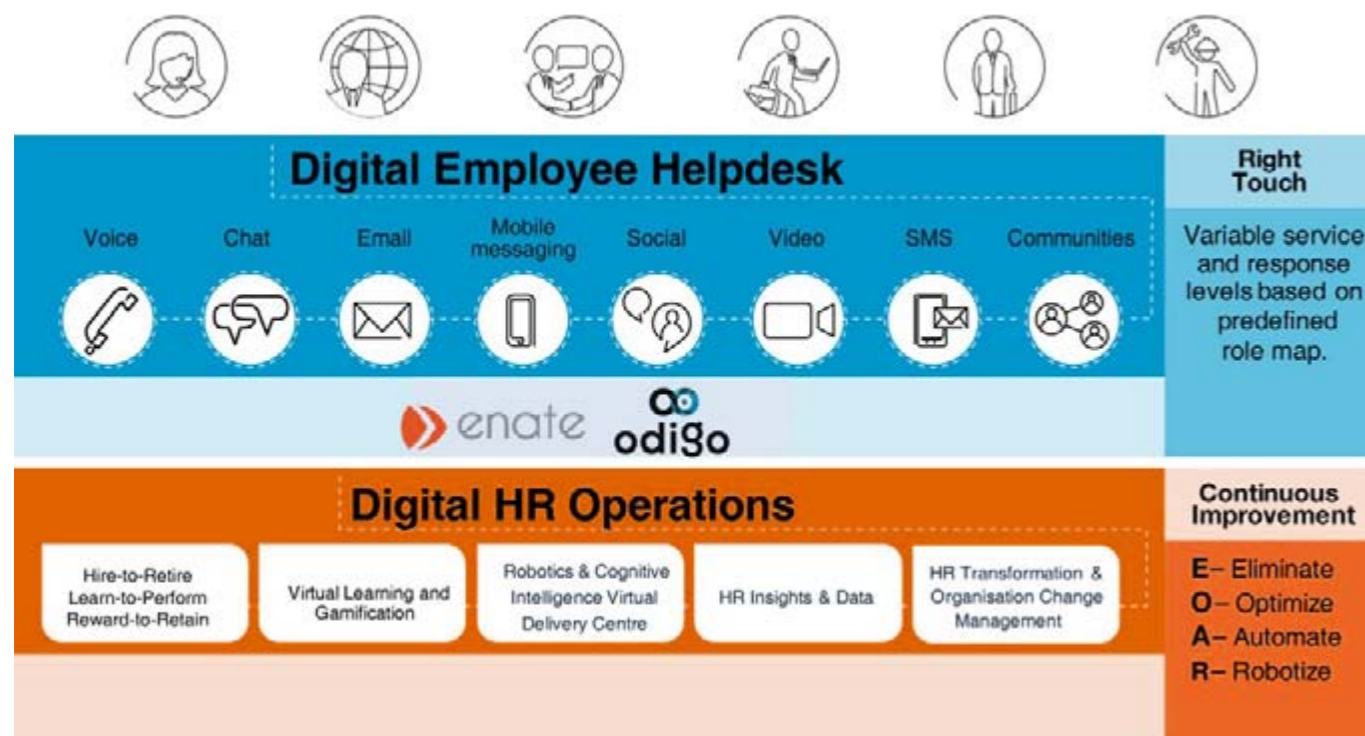 Digital Employee Helpdesk
Voice
Chat
Email
Mobile
messaging
Social
Video
SMS
Communities
Right
Touch
Variable service
and response
levels based on
predefined
role map.
enate
odigo
Digital HR Operations
Hire-to-Retire
Learn-to-Perform
Reward-to-Retain
Virtual Learning and
Gamification
Robotics & Cognitive
Intelligence Virtual
Delivery Centre
HR Insights & Data
HR Transformation &
Organisation Change
Management
Continuous
Improvement
E– Eliminate
O– Optimize
A– Automate
R– Robotize